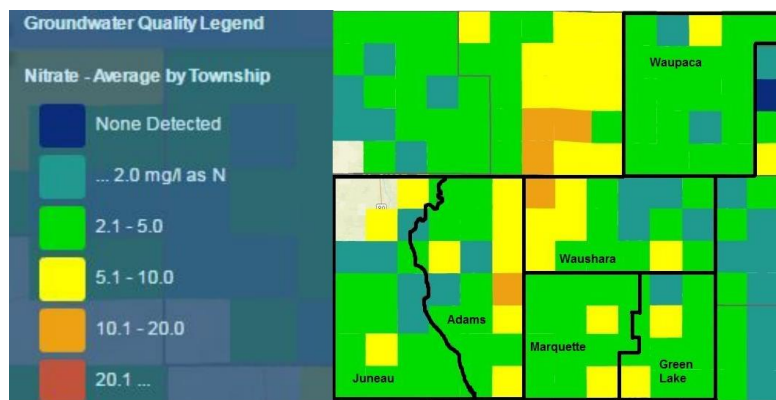 Groundwater Quality Legend
Nitrate - Average by Township
None Detected
... 2.0 mg/l as N
2.1 - 5.0
5.1 - 10.0
10.1 - 20.0
20.1 ...
Waupaca
Waushara
Adams
Marquette
Juneau
Green
Lake